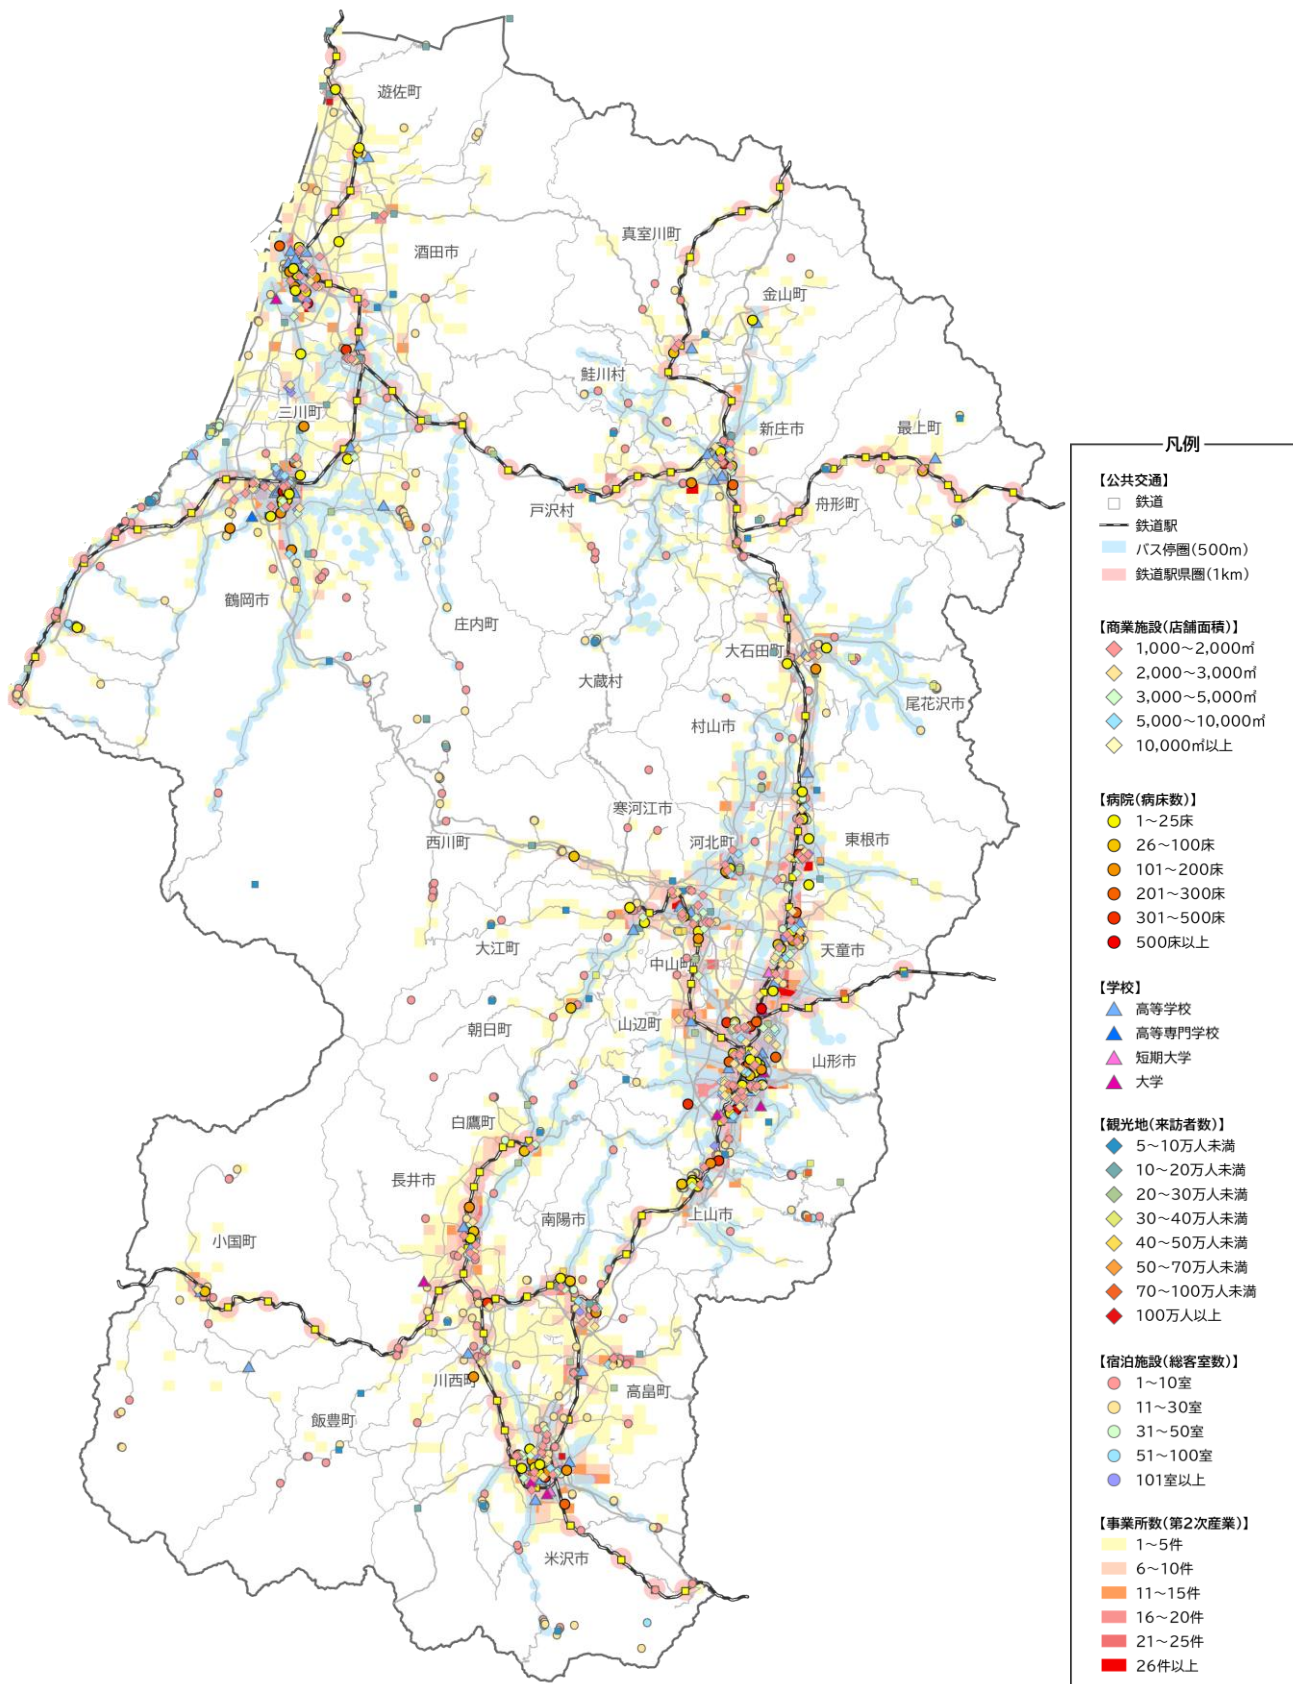 遊佐町
酒田市
真室川町
金山町
鮭川村
三川町
新庄市
最上町
戸沢村
舟形町
鶴岡市
庄内町
大石田町
大蔵村
尾花沢市
村山市
寒河江市
西川町
河北町
東根市
大江町
天童市
中山町
朝日町
山辺町
山形市
白鷹町
長井市
南陽市
上山市
小国町
川西町
高畠町
飯豊町
米沢市
凡例
【公共交通】
鉄道
鉄道駅
バス停圏(500m)
鉄道駅県圏(1km)
【商業施設(店舗面積)】
1,000～2,000㎡
2,000～3,000㎡
3,000～5,000㎡
5,000～10,000㎡
10,000㎡以上
【病院(病床数)】
1～25床
26～100床
101～200床
201～300床
301～500床
500床以上
【学校】
高等学校
高等専門学校
短期大学
大学
【観光地(来訪者数)】
5～10万人未満
10～20万人未満
20～30万人未満
30～40万人未満
40～50万人未満
50～70万人未満
70～100万人未満
100万人以上
【宿泊施設(総客室数)】
1～10室
11～30室
31～50室
51～100室
101室以上
【事業所数(第2次産業)】
1～5件
6～10件
11～15件
16～20件
21～25件
26件以上